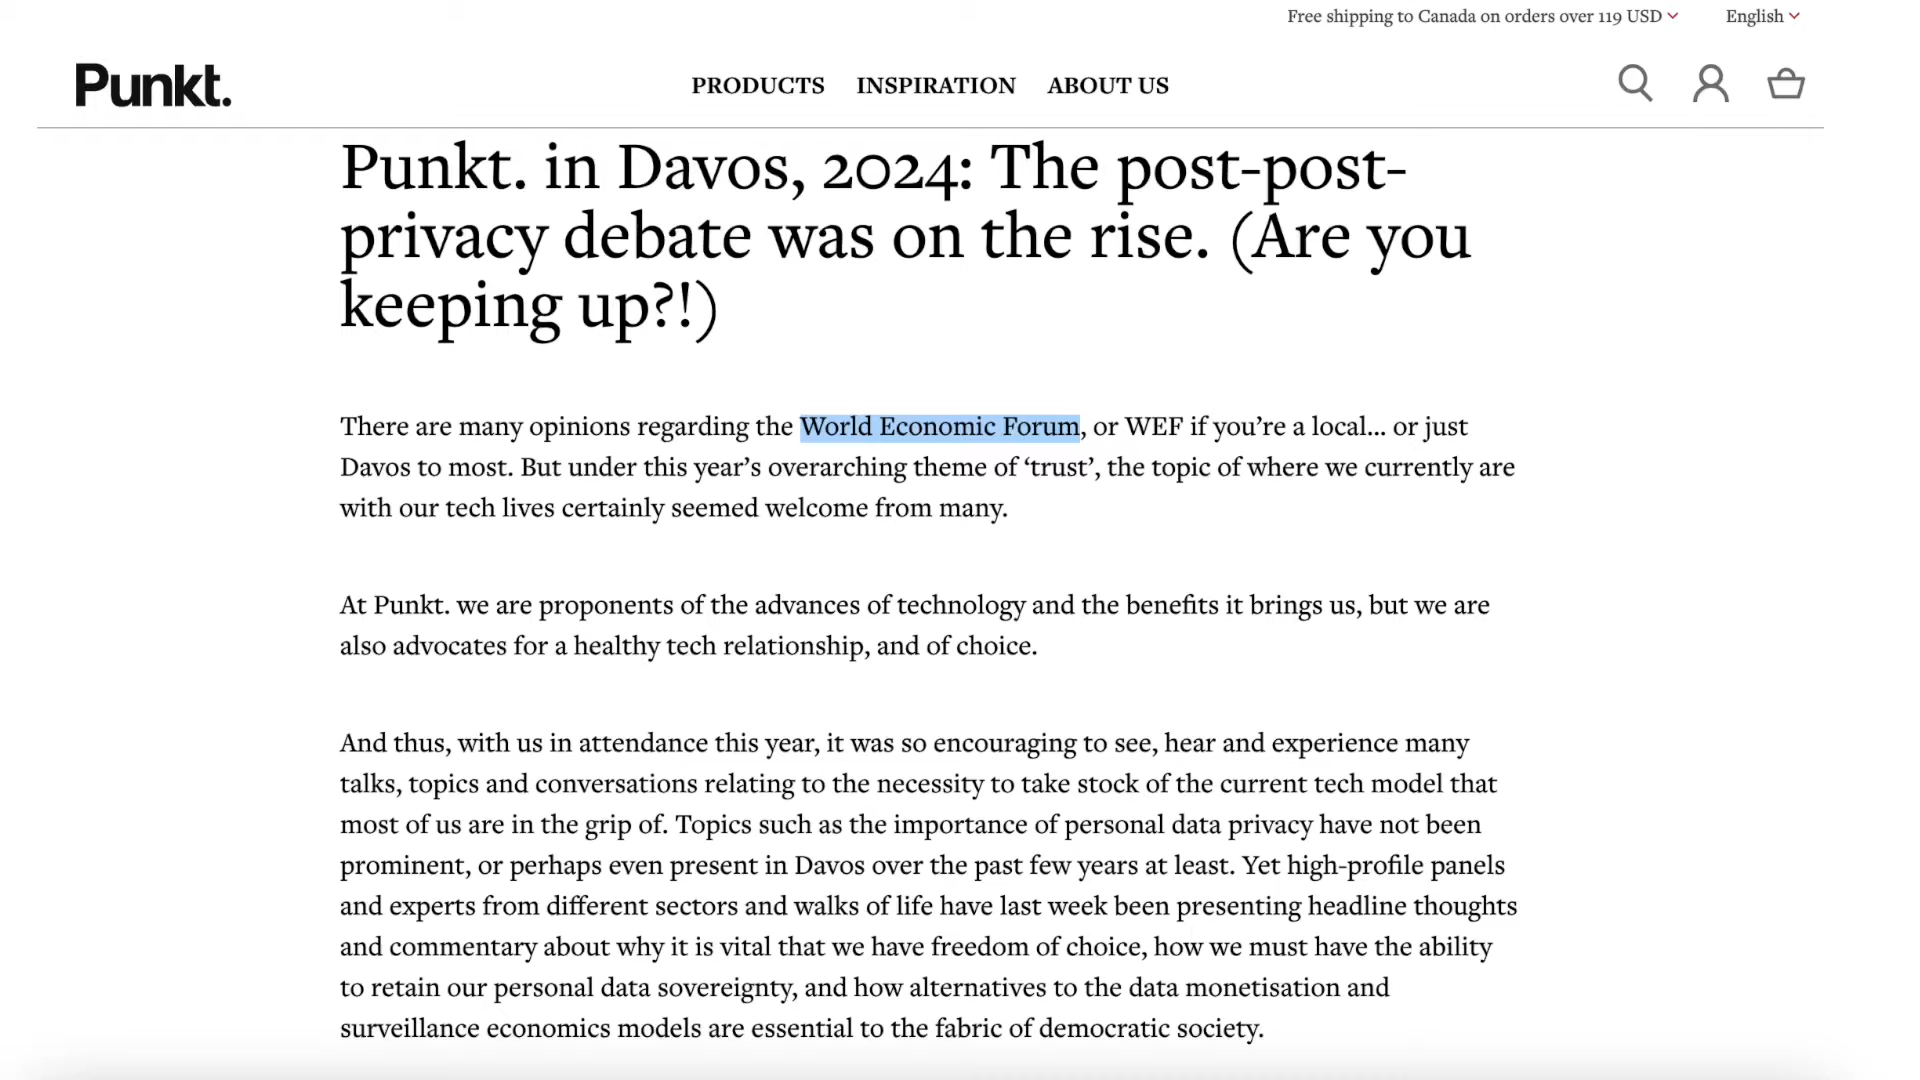 Free shipping to Canada on orders over 119 USD
English
Punkt.
PRODUCTS
INSPIRATION
ABOUT US
Punkt. in Davos, 2024: The post-post-
privacy debate was on the rise. (Are you
keeping up?!)
There are many opinions regarding the World Economic Forum, or WEF if you’re a local... or just
Davos to most. But under this year’s overarching theme of ‘trust’, the topic of where we currently are
with our tech lives certainly seemed welcome from many.
At Punkt. we are proponents of the advances of technology and the benefits it brings us, but we are
also advocates for a healthy tech relationship, and of choice.
And thus, with us in attendance this year, it was so encouraging to see, hear and experience many
talks, topics and conversations relating to the necessity to take stock of the current tech model that
most of us are in the grip of. Topics such as the importance of personal data privacy have not been
prominent, or perhaps even present in Davos over the past few years at least. Yet high-profile panels
and experts from different sectors and walks of life have last week been presenting headline thoughts
and commentary about why it is vital that we have freedom of choice, how we must have the ability
to retain our personal data sovereignty, and how alternatives to the data monetisation and
surveillance economics models are essential to the fabric of democratic society.